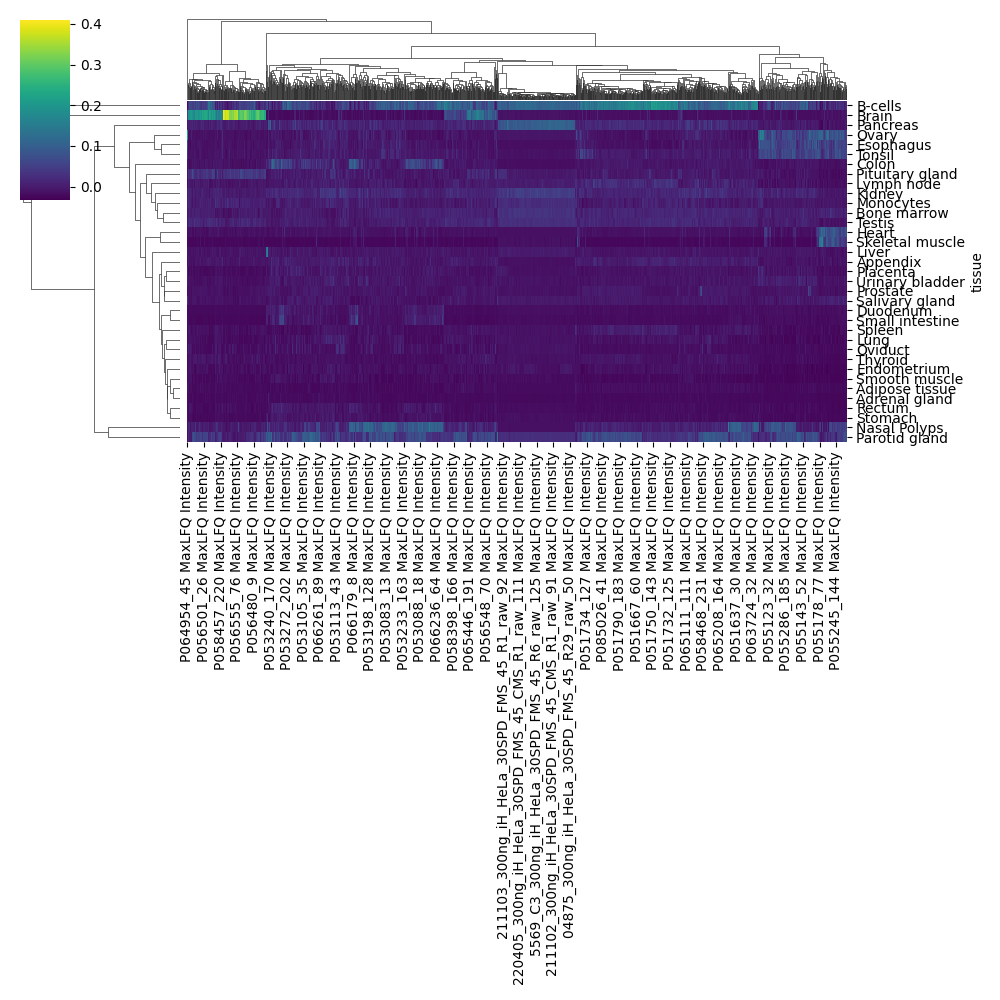 0.4
0.3
0.2
0.1
0.0
B-cells
Brain
Pancreas
Ovary
Esophagus
Tonsil
Colon
Pituitary gland
Lymph node
Kidney
Monocytes
Bone marrow
Testis
Heart
Skeletal muscle
Liver
Appendix
Placenta
Urinary bladder
Prostate
Salivary gland
Duodenum
Small intestine
Spleen
Lung
Oviduct
Thyroid
Endometrium
Smooth muscle
Adipose tissue
Adrenal gland
Rectum
Stomach
Nasal Polyps
Parotid gland
tissue
P064954_45 MaxLFQ Intensity
P056501_26 MaxLFQ Intensity
P058457_220 MaxLFQ Intensity
P056555_76 MaxLFQ Intensity
P056480_9 MaxLFQ Intensity
P053240_170 MaxLFQ Intensity
P053272_202 MaxLFQ Intensity
P053105_35 MaxLFQ Intensity
P066261_89 MaxLFQ Intensity
P053113_43 MaxLFQ Intensity
P066179_8 MaxLFQ Intensity
P053198_128 MaxLFQ Intensity
P053083_13 MaxLFQ Intensity
P053233_163 MaxLFQ Intensity
P053088_18 MaxLFQ Intensity
P066236_64 MaxLFQ Intensity
P058398_166 MaxLFQ Intensity
P065446_191 MaxLFQ Intensity
P056548_70 MaxLFQ Intensity
211103_300ng_iH_HeLa_30SPD_FMS_45_R1_raw_92 MaxLFQ Intensity
220405_300ng_iH_HeLa_30SPD_FMS_45_CMS_R1_raw_111 MaxLFQ Intensity
5569_C3_300ng_iH_HeLa_30SPD_FMS_45_R6_raw_125 MaxLFQ Intensity
211102_300ng_iH_HeLa_30SPD_FMS_45_CMS_R1_raw_91 MaxLFQ Intensity
04875_300ng_iH_HeLa_30SPD_FMS_45_R29_raw_50 MaxLFQ Intensity
P051734_127 MaxLFQ Intensity
P085026_41 MaxLFQ Intensity
P051790_183 MaxLFQ Intensity
P051667_60 MaxLFQ Intensity
P051750_143 MaxLFQ Intensity
P051732_125 MaxLFQ Intensity
P065111_111 MaxLFQ Intensity
P058468_231 MaxLFQ Intensity
P065208_164 MaxLFQ Intensity
P051637_30 MaxLFQ Intensity
P063724_32 MaxLFQ Intensity
P055123_32 MaxLFQ Intensity
P055286_185 MaxLFQ Intensity
P055143_52 MaxLFQ Intensity
P055178_77 MaxLFQ Intensity
P055245_144 MaxLFQ Intensity